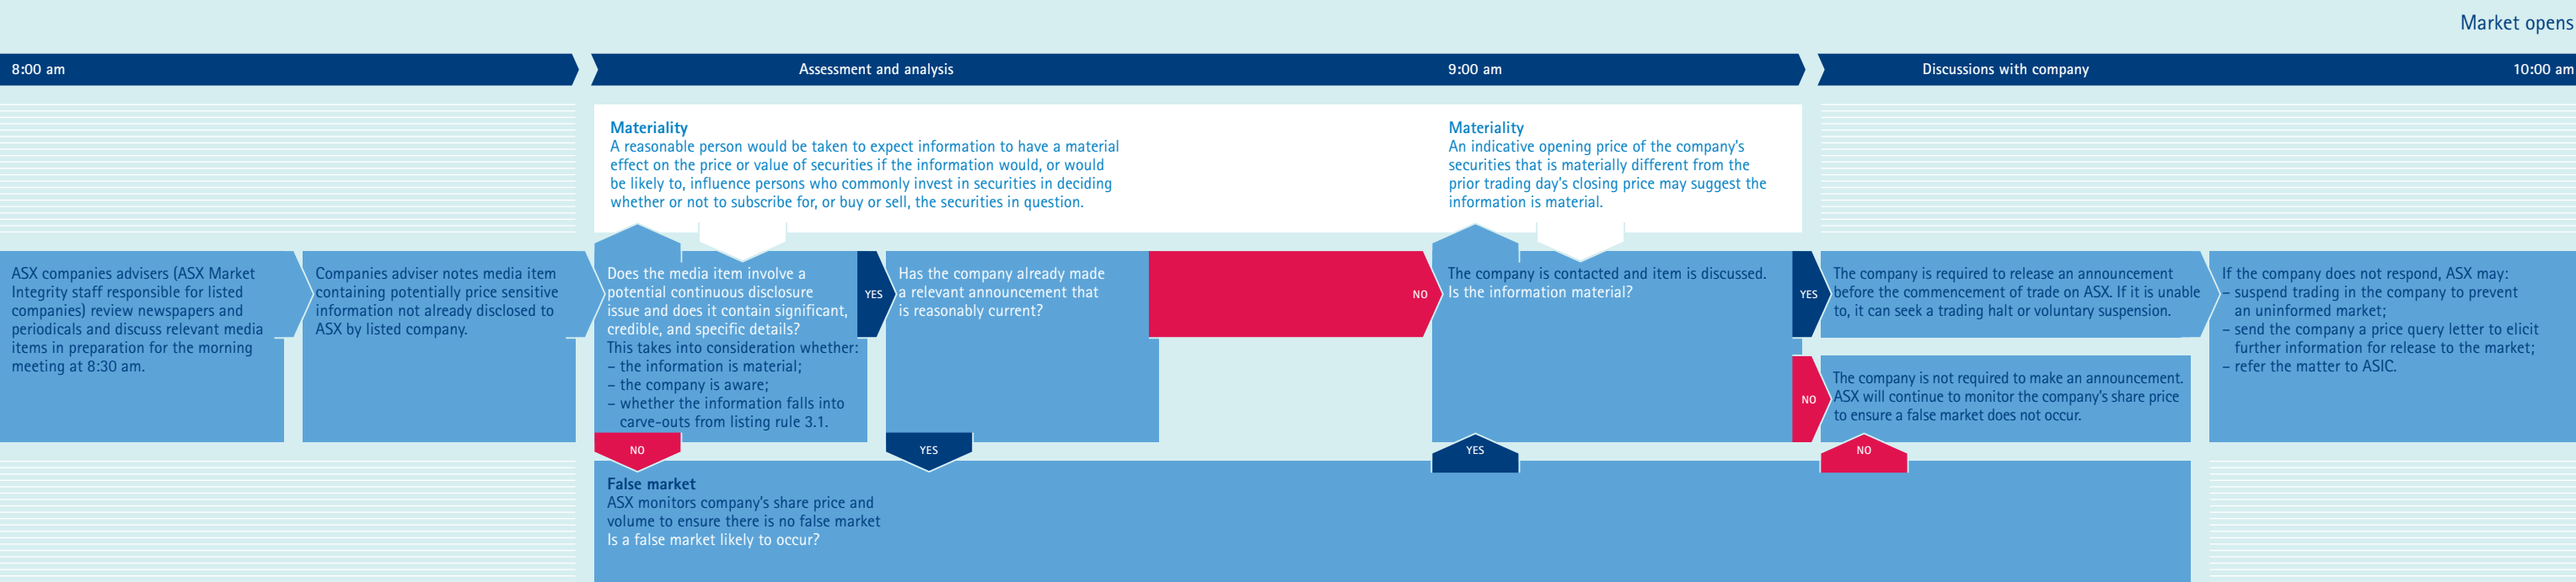 Market opens
8:00 am
Assessment and analysis
9:00 am
Discussions with company
10:00 am
Materiality
A reasonable person would be taken to expect information to have a material
effect on the price or value of securities if the information would, or would
be likely to, influence persons who commonly invest in securities in deciding
whether or not to subscribe for, or buy or sell, the securities in question.
Materiality
An indicative opening price of the company's
securities that is materially different from the
prior trading day's closing price may suggest the
information is material.
ASX companies advisers (ASX Market
Integrity staff responsible for listed
companies) review newspapers and
periodicals and discuss relevant media
items in preparation for the morning
meeting at 8:30 am.
Companies adviser notes media item
containing potentially price sensitive
information not already disclosed to
ASX by listed company.
Does the media item involve a
potential continuous disclosure
issue and does it contain significant,
credible, and specific details?
This takes into consideration whether:
– the information is material;
– the company is aware;
– whether the information falls into
carve-outs from listing rule 3.1.
YES
Has the company already made
a relevant announcement that
is reasonably current?
NO
The company is contacted and item is discussed.
Is the information material?
YES
The company is required to release an announcement
before the commencement of trade on ASX. If it is unable
to, it can seek a trading halt or voluntary suspension.
NO
The company is not required to make an announcement.
ASX will continue to monitor the company's share price
to ensure a false market does not occur.
If the company does not respond, ASX may:
– suspend trading in the company to prevent
an uninformed market;
– send the company a price query letter to elicit
further information for release to the market;
– refer the matter to ASIC.
NO
YES
YES
NO
False market
ASX monitors company's share price and
volume to ensure there is no false market
Is a false market likely to occur?